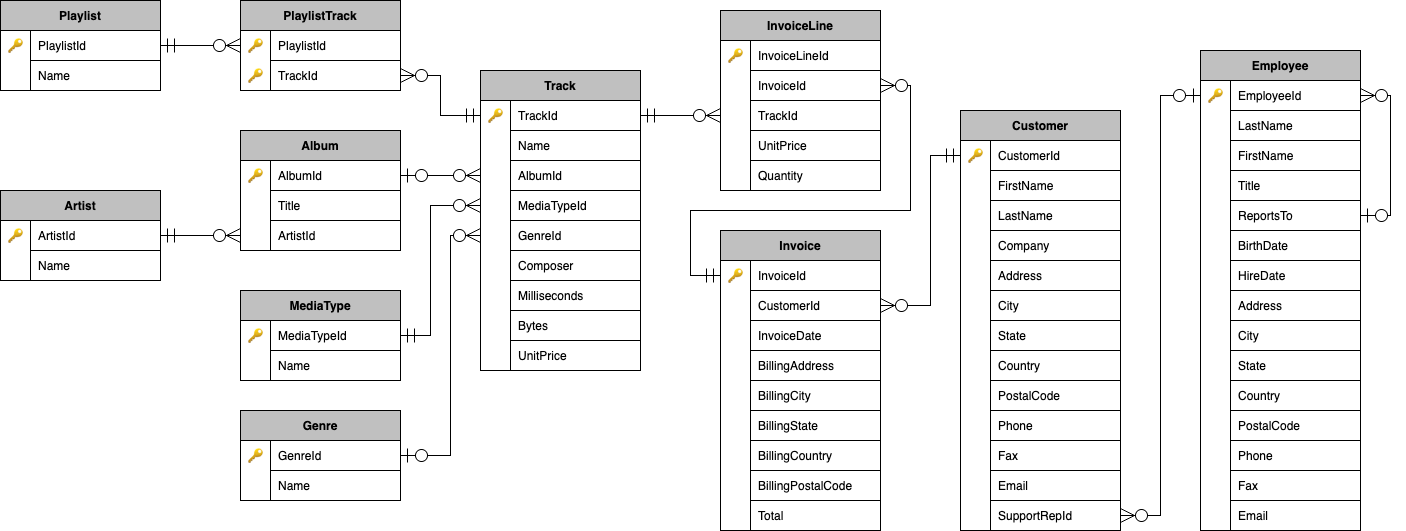 Playlist
PlaylistId
Name
PlaylistTrack
PlaylistId
TrackId
Album
AlbumId
Title
ArtistId
Artist
ArtistId
Name
MediaType
MediaTypeId
Name
Genre
GenreId
Name
Track
TrackId
Name
AlbumId
MediaTypeId
GenreId
Composer
Milliseconds
Bytes
UnitPrice
InvoiceLine
InvoiceLineId
InvoiceId
TrackId
UnitPrice
Quantity
Invoice
InvoiceId
CustomerId
InvoiceDate
BillingAddress
BillingCity
BillingState
BillingCountry
BillingPostalCode
Total
Customer
CustomerId
FirstName
LastName
Company
Address
City
State
Country
PostalCode
Phone
Fax
Email
SupportRepId
Employee
EmployeeId
LastName
FirstName
Title
ReportsTo
BirthDate
HireDate
Address
City
State
Country
PostalCode
Phone
Fax
Email